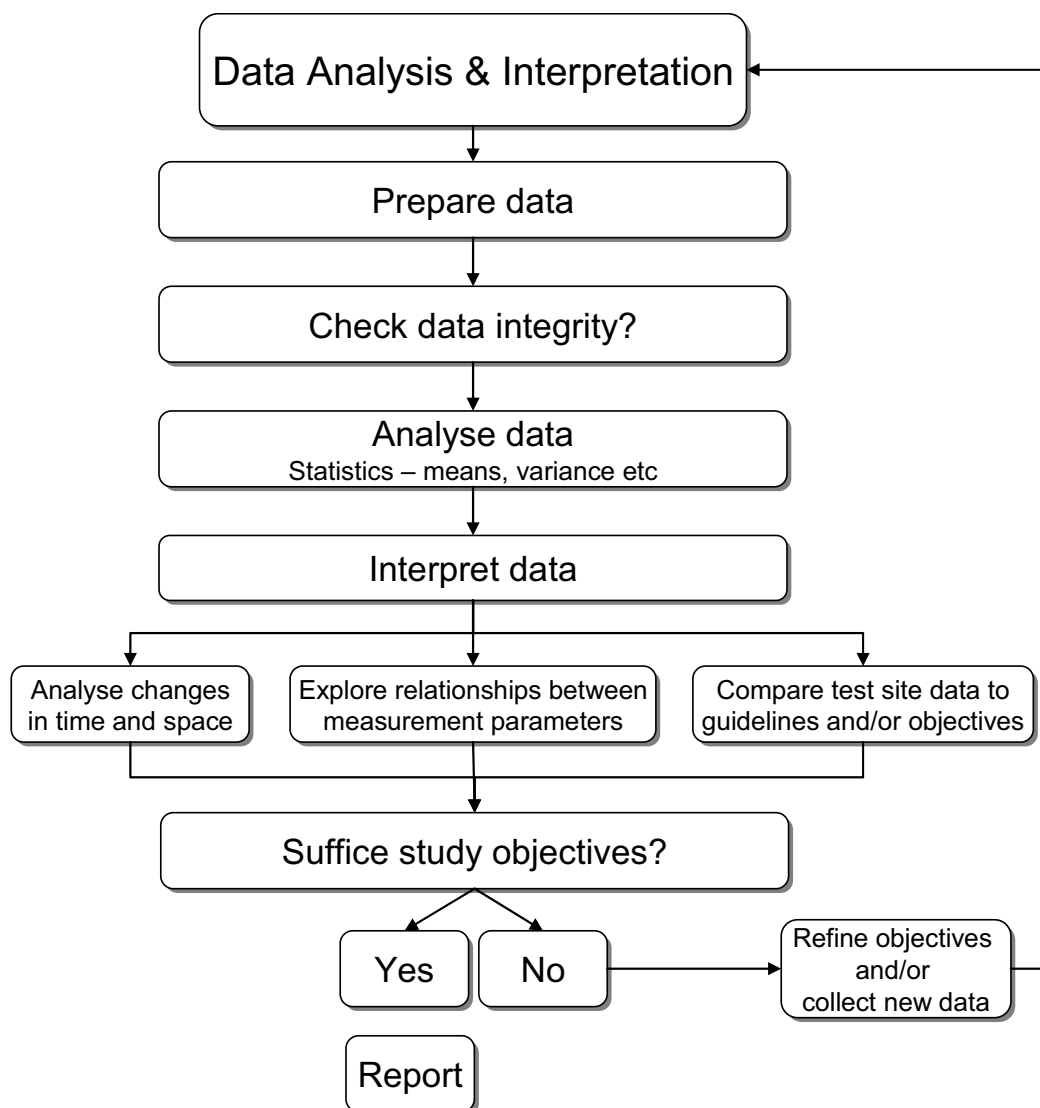 Data Analysis & Interpretation
Prepare data
Check data integrity?
Analyse data
Statistics – means, variance etc
Interpret data
Analyse changes
in time and space
Explore relationships between
measurement parameters
Compare test site data to
guidelines and/or objectives
Suffice study objectives?
Yes
No
Refine objectives
and/or
collect new data
Report